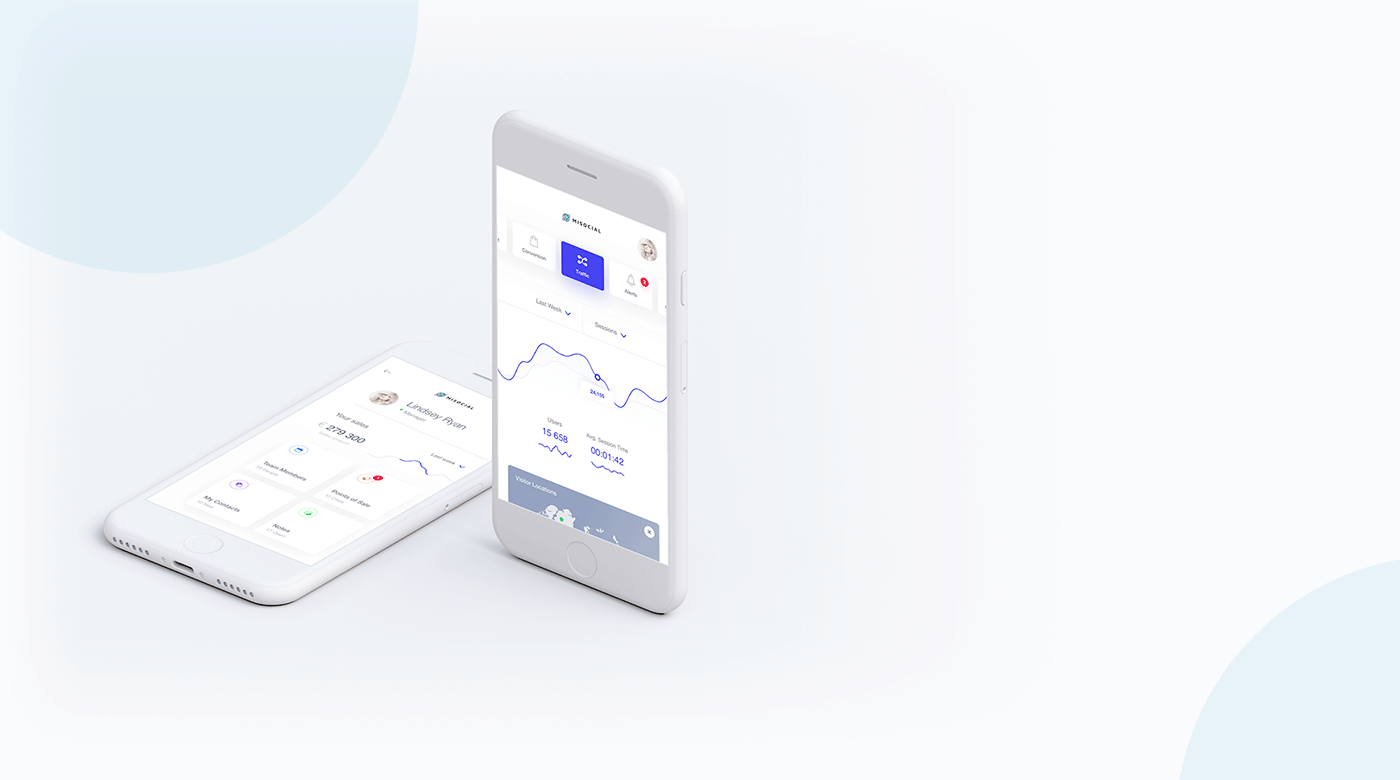 MISOCIAL
Conversion
Traffic
Alerts
Last Week
Sessions
24,155
Users
15 658
Avg. Session Time
00:01:42
Visitor Locations
MISOCIAL
Lindsey Ryan
Manager
Your sales
€ 279 300
Last week
Team Members
Points of Sale
My Contacts
Notes